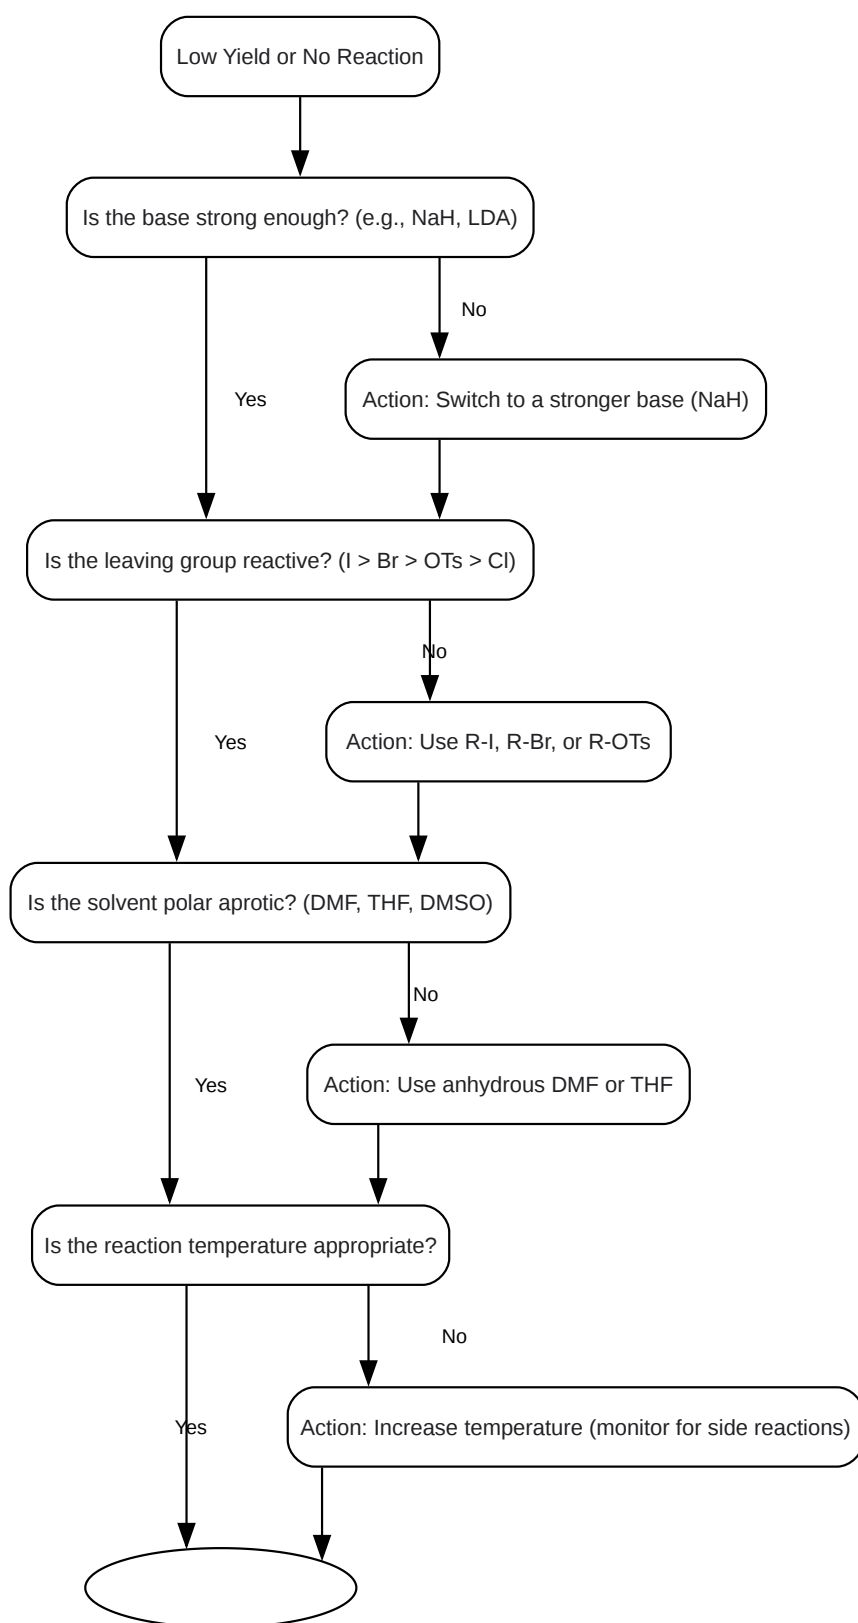 Low Yield or No Reaction
Is the base strong enough? (e.g., NaH, LDA)
No
Yes
Action: Switch to a stronger base (NaH)
Is the leaving group reactive? (I > Br > OTs > Cl)
No
Yes
Action: Use R-I, R-Br, or R-OTs
Is the solvent polar aprotic? (DMF, THF, DMSO)
No
Yes
Action: Use anhydrous DMF or THF
Is the reaction temperature appropriate?
No
Yes
Action: Increase temperature (monitor for side reactions)